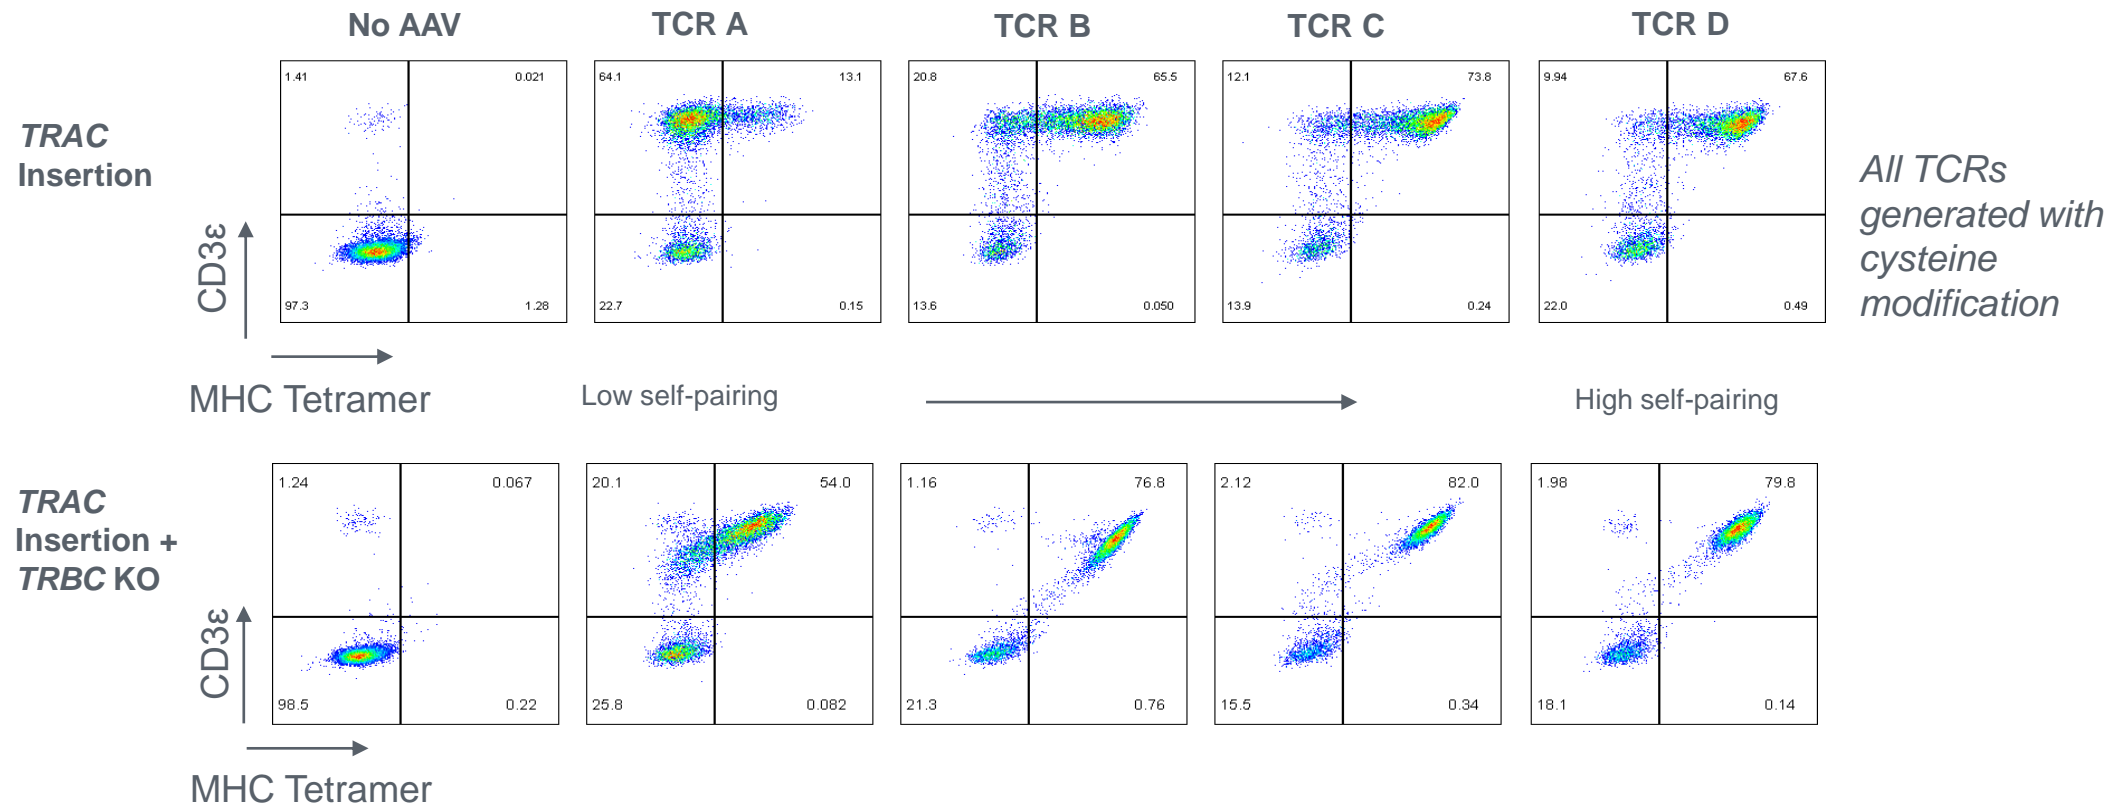 No AAV
TCR A
TCR B
TCR C
TCR D
TRAC
Insertion
CD3ε
1.41
0.021
97.3
1.28
64.1
13.1
22.7
0.15
20.8
65.5
13.6
0.050
12.1
73.8
13.9
0.24
9.94
67.6
22.0
0.49
All TCRs
generated with
cysteine
modification
MHC Tetramer
Low self-pairing
High self-pairing
TRAC
Insertion +
TRBC KO
CD3ε
1.24
0.067
98.5
0.22
20.1
54.0
25.8
0.082
1.16
76.8
21.3
0.76
2.12
82.0
15.5
0.34
1.98
79.8
18.1
0.14
MHC Tetramer